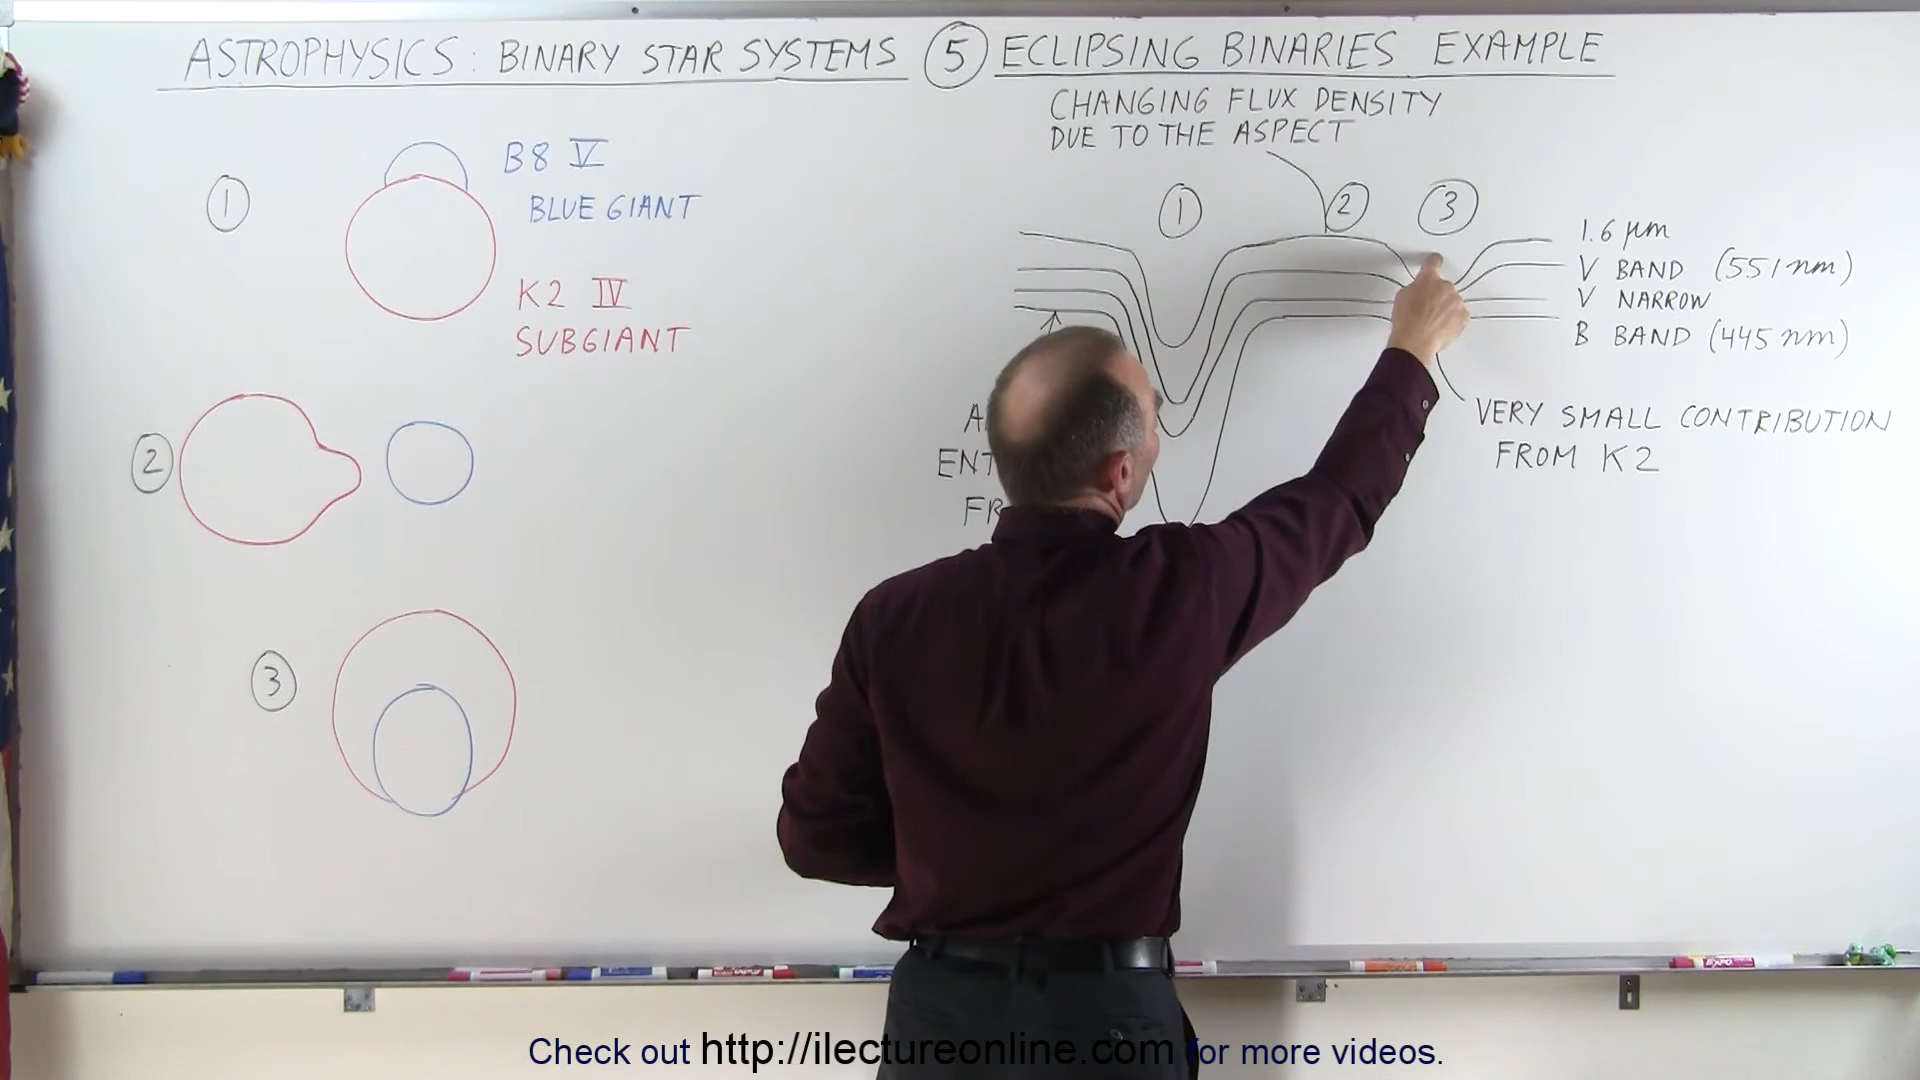 ASTROPHYSICS: BINARY STAR SYSTEMS ⑤ ECLIPSING BINARIES EXAMPLE
CHANGING FLUX DENSITY
DUE TO THE ASPECT
①
B8 V
BLUE GIANT
K2 IV
SUBGIANT
②
③
① ② ③
1.6 μm
V BAND (551 nm)
V NARROW
B BAND (445 nm)
VERY SMALL CONTRIBUTION
FROM K2
Check out http://ilectureonline.com for more videos.